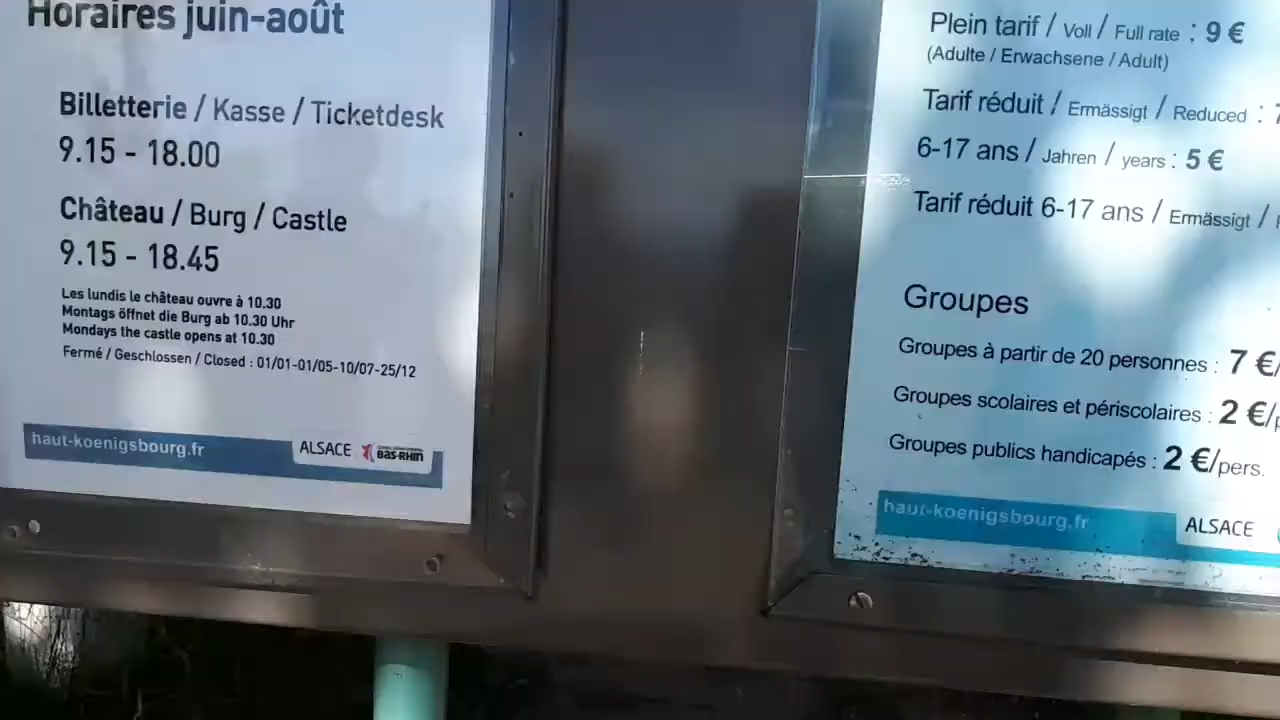 Horaires juin-août
Billetterie / Kasse / Ticketdesk
9.15 - 18.00
Château / Burg / Castle
9.15 - 18.45
Les lundis le château ouvre à 10.30
Montags öffnet die Burg ab 10.30 Uhr
Mondays the castle opens at 10.30
Fermé / Geschlossen / Closed : 01/01-01/05-10/07-25/12
haut-koenigsbourg.fr
ALSACE BAS-RHIN
Plein tarif / Voll / Full rate : 9 €
(Adulte / Erwachsene / Adult)
Tarif réduit / Ermässigt / Reduced :
6-17 ans / Jahren / years : 5 €
Tarif réduit 6-17 ans / Ermässigt /
Groupes
Groupes à partir de 20 personnes : 7 €/
Groupes scolaires et périscolaires : 2 €/
Groupes publics handicapés : 2 €/pers.
haut-koenigsbourg.fr
ALSACE